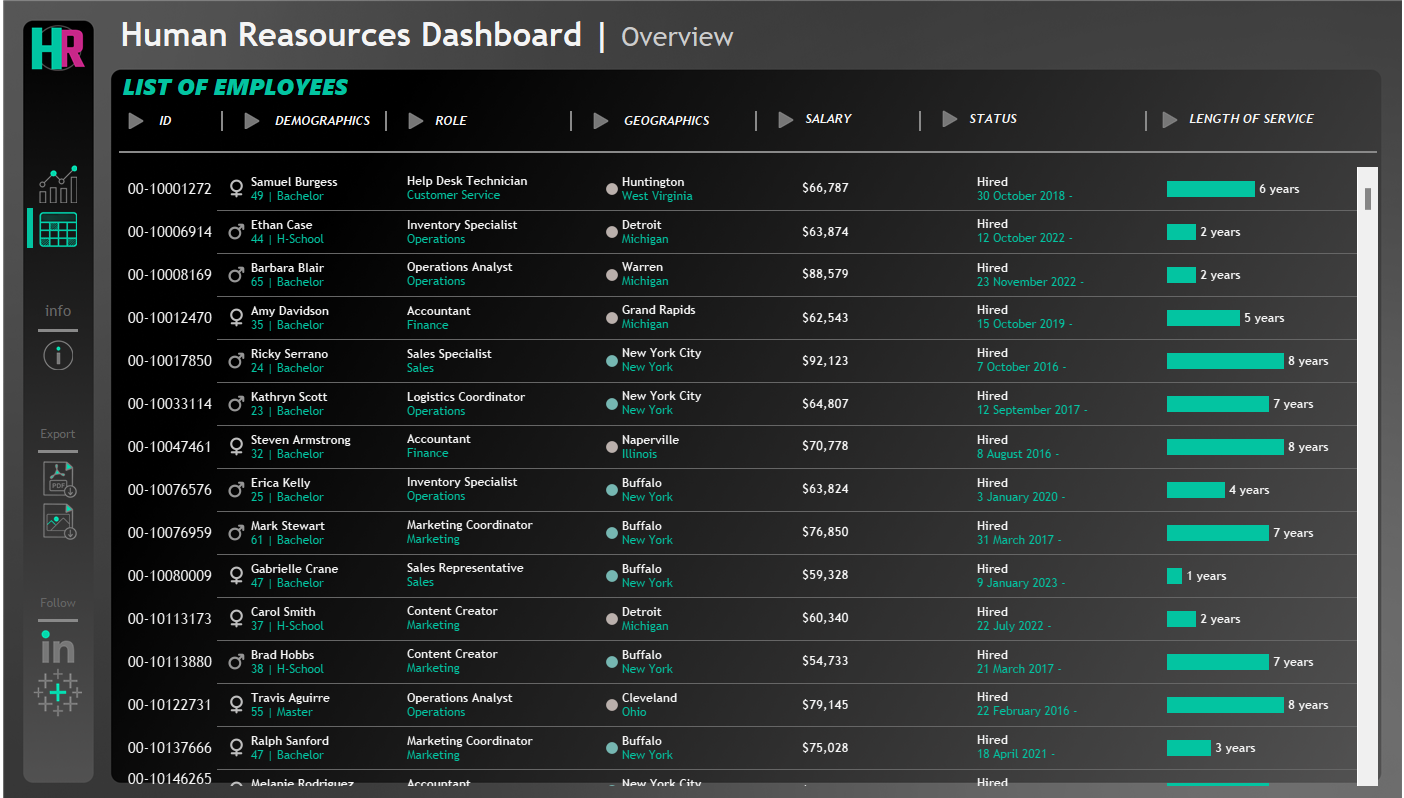 HR
Human Reasources Dashboard | Overview
LIST OF EMPLOYEES
ID | DEMOGRAPHICS | ROLE | GEOGRAPHICS | SALARY | STATUS | LENGTH OF SERVICE
00-10001272 Samuel Burgess Help Desk Technician Huntington $66,787 Hired 6 years
49 | Bachelor Customer Service West Virginia 30 October 2018 -
00-10006914 Ethan Case Inventory Specialist Detroit $63,874 Hired 2 years
44 | H-School Operations Michigan 12 October 2022 -
00-10008169 Barbara Blair Operations Analyst Warren $88,579 Hired 2 years
65 | Bachelor Operations Michigan 23 November 2022 -
info
00-10012470 Amy Davidson Accountant Grand Rapids $62,543 Hired 5 years
35 | Bachelor Finance Michigan 15 October 2019 -
00-10017850 Ricky Serrano Sales Specialist New York City $92,123 Hired 8 years
24 | Bachelor Sales New York 7 October 2016 -
00-10033114 Kathryn Scott Logistics Coordinator New York City $64,807 Hired 7 years
23 | Bachelor Operations New York 12 September 2017 -
Export
00-10047461 Steven Armstrong Accountant Naperville $70,778 Hired 8 years
32 | Bachelor Finance Illinois 8 August 2016 -
PDF
00-10076576 Erica Kelly Inventory Specialist Buffalo $63,824 Hired 4 years
25 | Bachelor Operations New York 3 January 2020 -
00-10076959 Mark Stewart Marketing Coordinator Buffalo $76,850 Hired 7 years
61 | Bachelor Marketing New York 31 March 2017 -
00-10080009 Gabrielle Crane Sales Representative Buffalo $59,328 Hired 1 years
47 | Bachelor Sales New York 9 January 2023 -
Follow
00-10113173 Carol Smith Content Creator Detroit $60,340 Hired 2 years
37 | H-School Marketing Michigan 22 July 2022 -
in
00-10113880 Brad Hobbs Content Creator Buffalo $54,733 Hired 7 years
38 | H-School Marketing New York 21 March 2017 -
00-10122731 Travis Aguirre Operations Analyst Cleveland $79,145 Hired 8 years
55 | Master Operations Ohio 22 February 2016 -
00-10137666 Ralph Sanford Marketing Coordinator Buffalo $75,028 Hired 3 years
47 | Bachelor Marketing New York 18 April 2021 -
00-10146265 Melanie Rodriguez Accountant New York City Hired